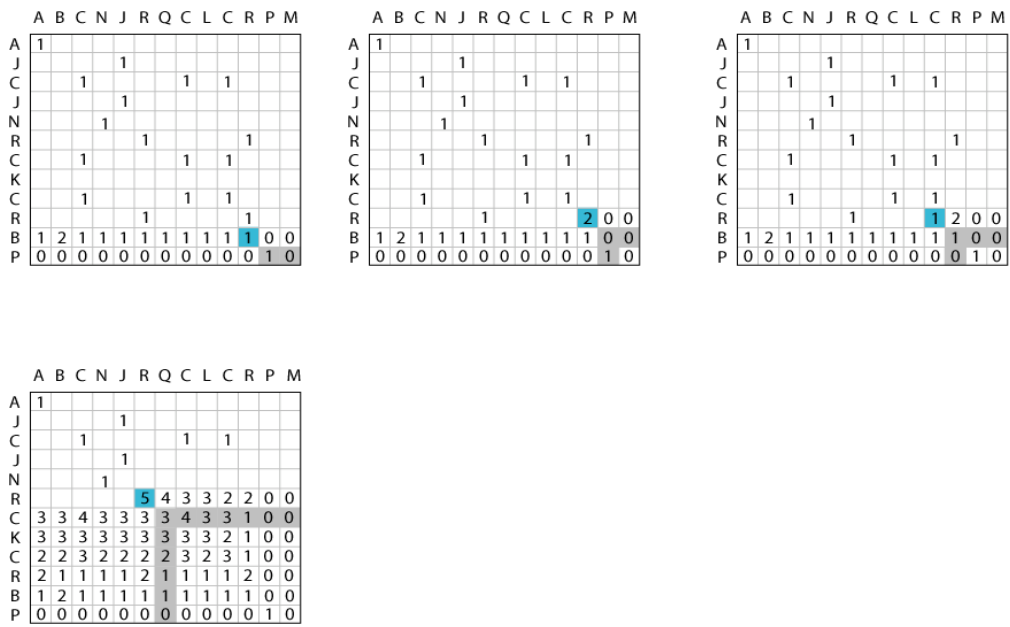 A B C N J R Q C L C R P M
A 1
J 1
C 1 1 1
J 1
N 1
R 1 1
C 1 1 1
K
C 1 1 1
R 1 1
B 1 2 1 1 1 1 1 1 1 1 1 0 0
P 0 0 0 0 0 0 0 0 0 0 0 1 0
A B C N J R Q C L C R P M
A 1
J 1
C 1 1 1
J 1
N 1
R 1 1
C 1 1 1
K
C 1 1 1
R 1 2 0 0
B 1 2 1 1 1 1 1 1 1 1 1 0 0
P 0 0 0 0 0 0 0 0 0 0 0 1 0
A B C N J R Q C L C R P M
A 1
J 1
C 1 1 1
J 1
N 1
R 1 1
C 1 1 1
K
C 1 1 1
R 1 1 2 0 0
B 1 2 1 1 1 1 1 1 1 1 1 0 0
P 0 0 0 0 0 0 0 0 0 0 0 1 0
A B C N J R Q C L C R P M
A 1
J 1
C 1 1 1
J 1
N 1
R 5 4 3 3 2 2 0 0
C 3 3 4 3 3 3 3 4 3 3 1 0 0
K 3 3 3 3 3 3 3 3 3 2 1 0 0
C 2 2 3 2 2 2 2 3 2 3 1 0 0
R 2 1 1 1 1 2 1 1 1 1 2 0 0
B 1 2 1 1 1 1 1 1 1 1 1 0 0
P 0 0 0 0 0 0 0 0 0 0 0 1 0